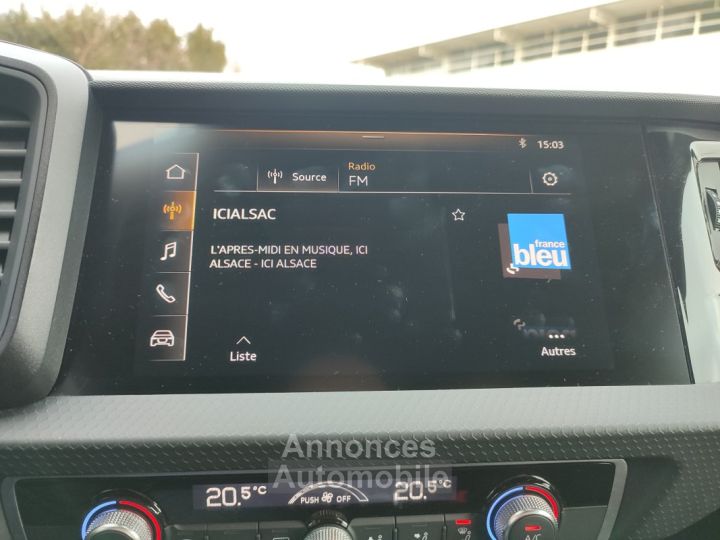 15:03
Source
Radio
FM
ICIALSAC
L'APRES-MIDI EN MUSIQUE, ICI
ALSACE - ICI ALSACE
france
bleu
Liste
Autres
Annonces
Automobile
20.5°C
PUSH OFF
20.5°C
A/C